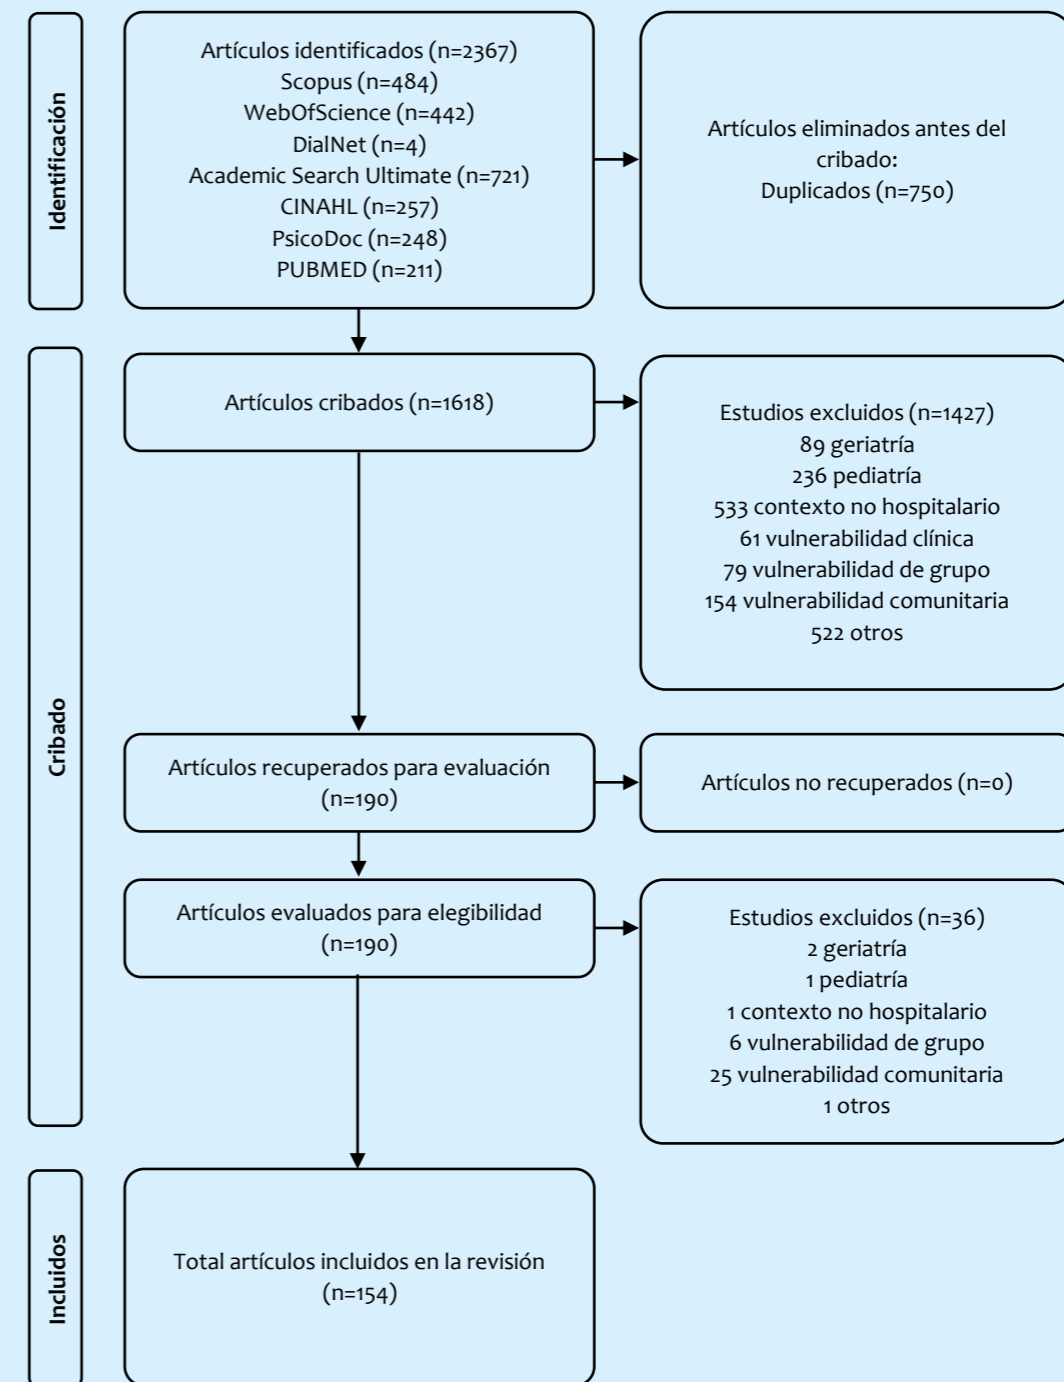 Identificación
Artículos identificados (n=2367)
Scopus (n=484)
WebOfScience (n=442)
DialNet (n=4)
Academic Search Ultimate (n=721)
CINAHL (n=257)
PsicoDoc (n=248)
PUBMED (n=211)
Artículos eliminados antes del
cribado:
Duplicados (n=750)
Cribado
Artículos cribados (n=1618)
Estudios excluidos (n=1427)
89 geriatría
236 pediatría
533 contexto no hospitalario
61 vulnerabilidad clínica
79 vulnerabilidad de grupo
154 vulnerabilidad comunitaria
522 otros
Artículos recuperados para evaluación
(n=190)
Artículos no recuperados (n=0)
Artículos evaluados para elegibilidad
(n=190)
Estudios excluidos (n=36)
2 geriatría
1 pediatría
1 contexto no hospitalario
6 vulnerabilidad de grupo
25 vulnerabilidad comunitaria
1 otros
Incluidos
Total artículos incluidos en la revisión
(n=154)